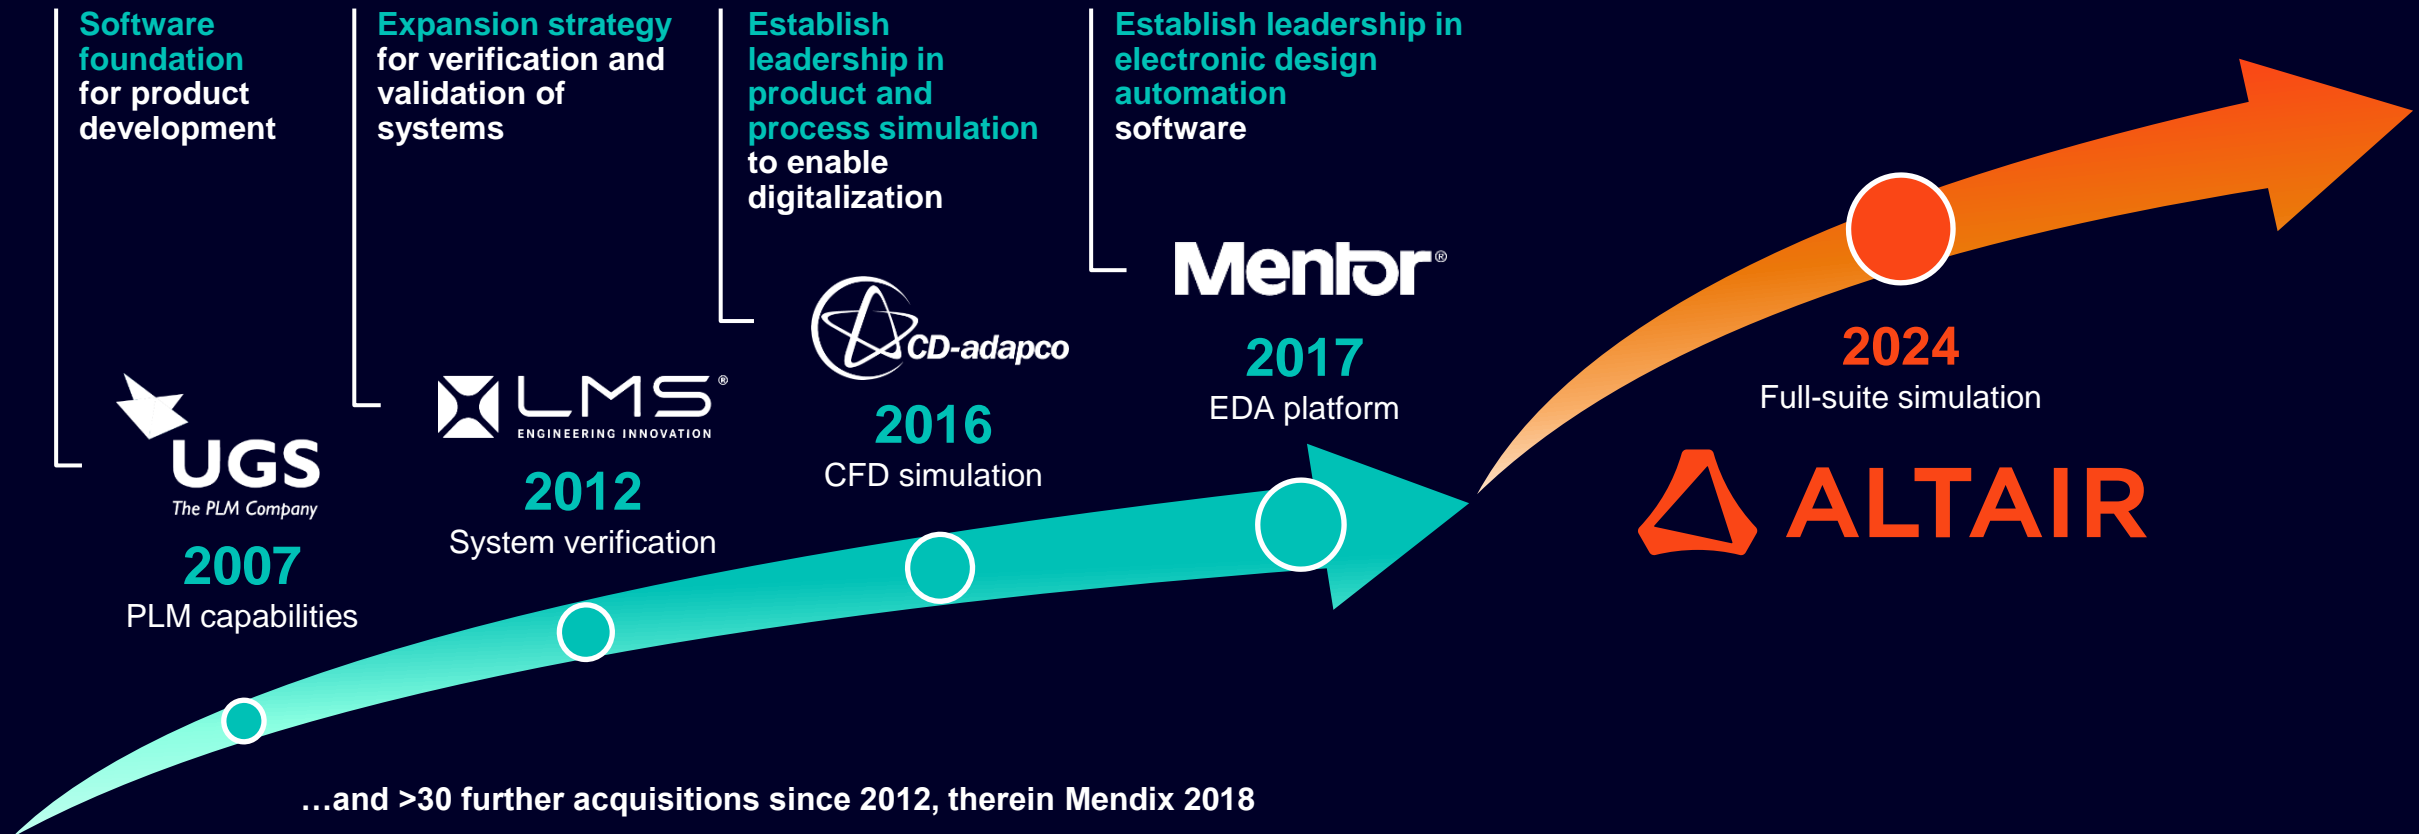 Software
foundation
for product
development
Expansion strategy
for verification and
validation of
systems
Establish
leadership in
product and
process simulation
to enable
digitalization
Establish leadership in
electronic design
automation
software
UGS
The PLM Company
2007
PLM capabilities
LMS®
ENGINEERING INNOVATION
2012
System verification
CD-adapco
2016
CFD simulation
Mentor®
2017
EDA platform
2024
Full-suite simulation
ALTAIR
…and >30 further acquisitions since 2012, therein Mendix 2018